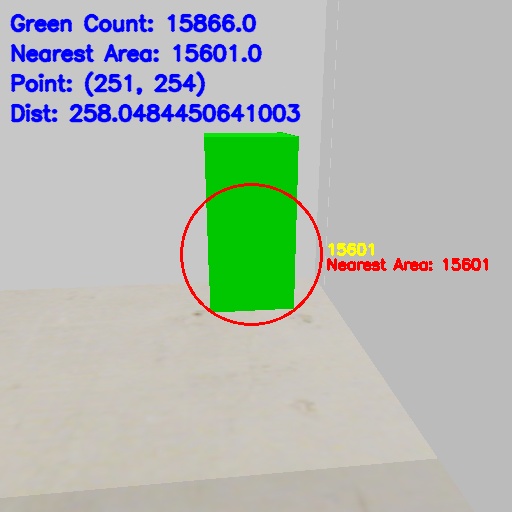 Green Count: 15866.0
Nearest Area: 15601.0
Point: (251, 254)
Dist: 258.0484450641003
15601
Nearest Area: 15601